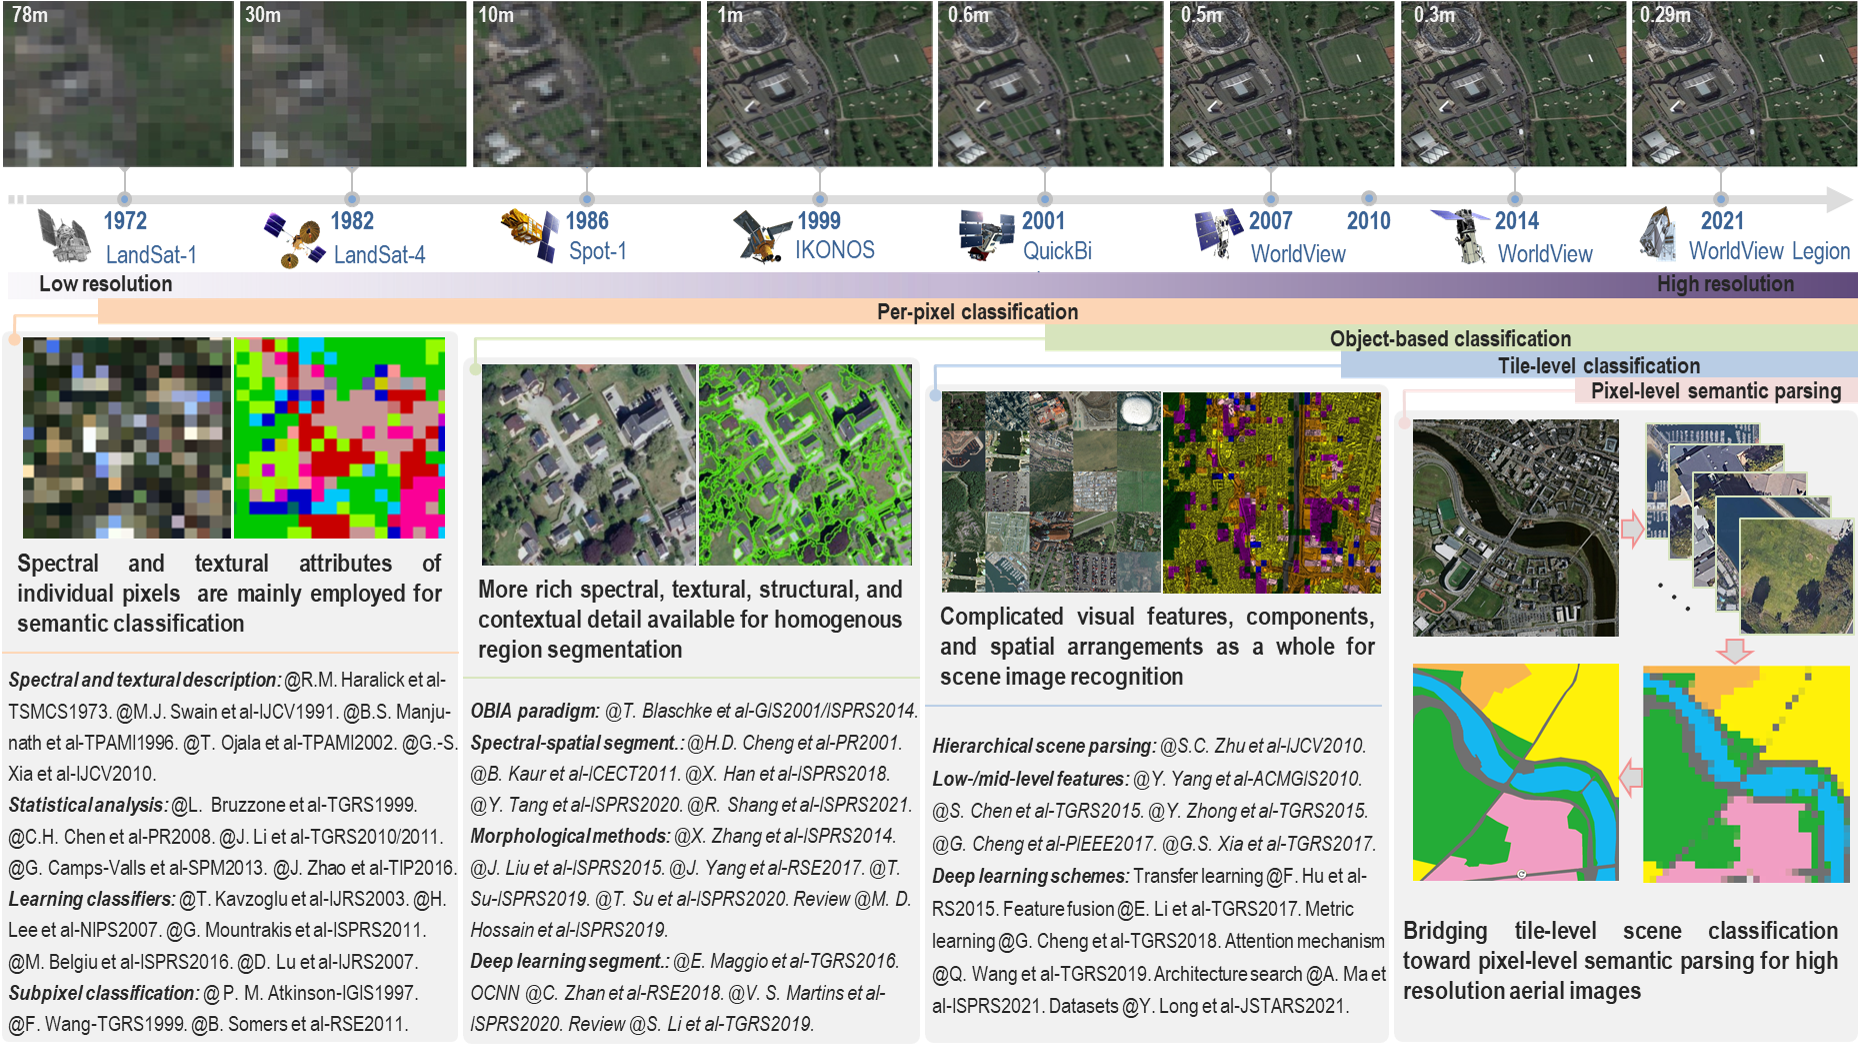 78m
30m
10m
1m
0.6m
0.5m
0.3m
0.29m
1972
LandSat-1
1982
LandSat-4
1986
Spot-1
1999
IKONOS
2001
QuickBi
2007
WorldView
2010
2014
WorldView
2021
WorldView Legion
Low resolution
High resolution
Per-pixel classification
Object-based classification
Tile-level classification
Pixel-level semantic parsing
Spectral and textural attributes of
individual pixels are mainly employed for
semantic classification
Spectral and textural description: @R.M. Haralick et al-
TSMCS1973. @M.J. Swain et al-IJCV1991. @B.S. Manju-
nath et al-TPAMI1996. @T. Ojala et al-TPAMI2002. @G.-S.
Xia et al-IJCV2010.
Statistical analysis: @L. Bruzzone et al-TGRS1999.
@C.H. Chen et al-PR2008. @J. Li et al-TGRS2010/2011.
@G. Camps-Valls et al-SPM2013. @J. Zhao et al-TIP2016.
Learning classifiers: @T. Kavzoglu et al-IJRS2003. @H.
Lee et al-NIPS2007. @G. Mountrakis et al-ISPRS2011.
@M. Belgiu et al-ISPRS2016. @D. Lu et al-IJRS2007.
Subpixel classification: @ P. M. Atkinson-IGIS1997.
@F. Wang-TGRS1999. @B. Somers et al-RSE2011.
More rich spectral, textural, structural, and
contextual detail available for homogenous
region segmentation
OBIA paradigm: @T. Blaschke et al-GIS2001/ISPRS2014.
Spectral-spatial segment.: @H.D. Cheng et al-PR2001.
@B. Kaur et al-ICECT2011. @X. Han et al-ISPRS2018.
@Y. Tang et al-ISPRS2020. @R. Shang et al-ISPRS2021.
Morphological methods: @X. Zhang et al-ISPRS2014.
@J. Liu et al-ISPRS2015. @J. Yang et al-RSE2017. @T.
Su-ISPRS2019. @T. Su et al-ISPRS2020. Review @M. D.
Hossain et al-ISPRS2019.
Deep learning segment.: @E. Maggio et al-TGRS2016.
OCNN @C. Zhan et al-RSE2018. @V. S. Martins et al-
ISPRS2020. Review @S. Li et al-TGRS2019.
Complicated visual features, components,
and spatial arrangements as a whole for
scene image recognition
Hierarchical scene parsing: @S.C. Zhu et al-IJCV2010.
Low-/mid-level features: @Y. Yang et al-ACMGIS2010.
@S. Chen et al-TGRS2015. @Y. Zhong et al-TGRS2015.
@G. Cheng et al-PIEEE2017. @G.S. Xia et al-TGRS2017.
Deep learning schemes: Transfer learning @F. Hu et al-
RS2015. Feature fusion @E. Li et al-TGRS2017. Metric
learning @G. Cheng et al-TGRS2018. Attention mechanism
@Q. Wang et al-TGRS2019. Architecture search @A. Ma et
al-ISPRS2021. Datasets @Y. Long et al-JSTARS2021.
Bridging tile-level scene classification
toward pixel-level semantic parsing for high
resolution aerial images